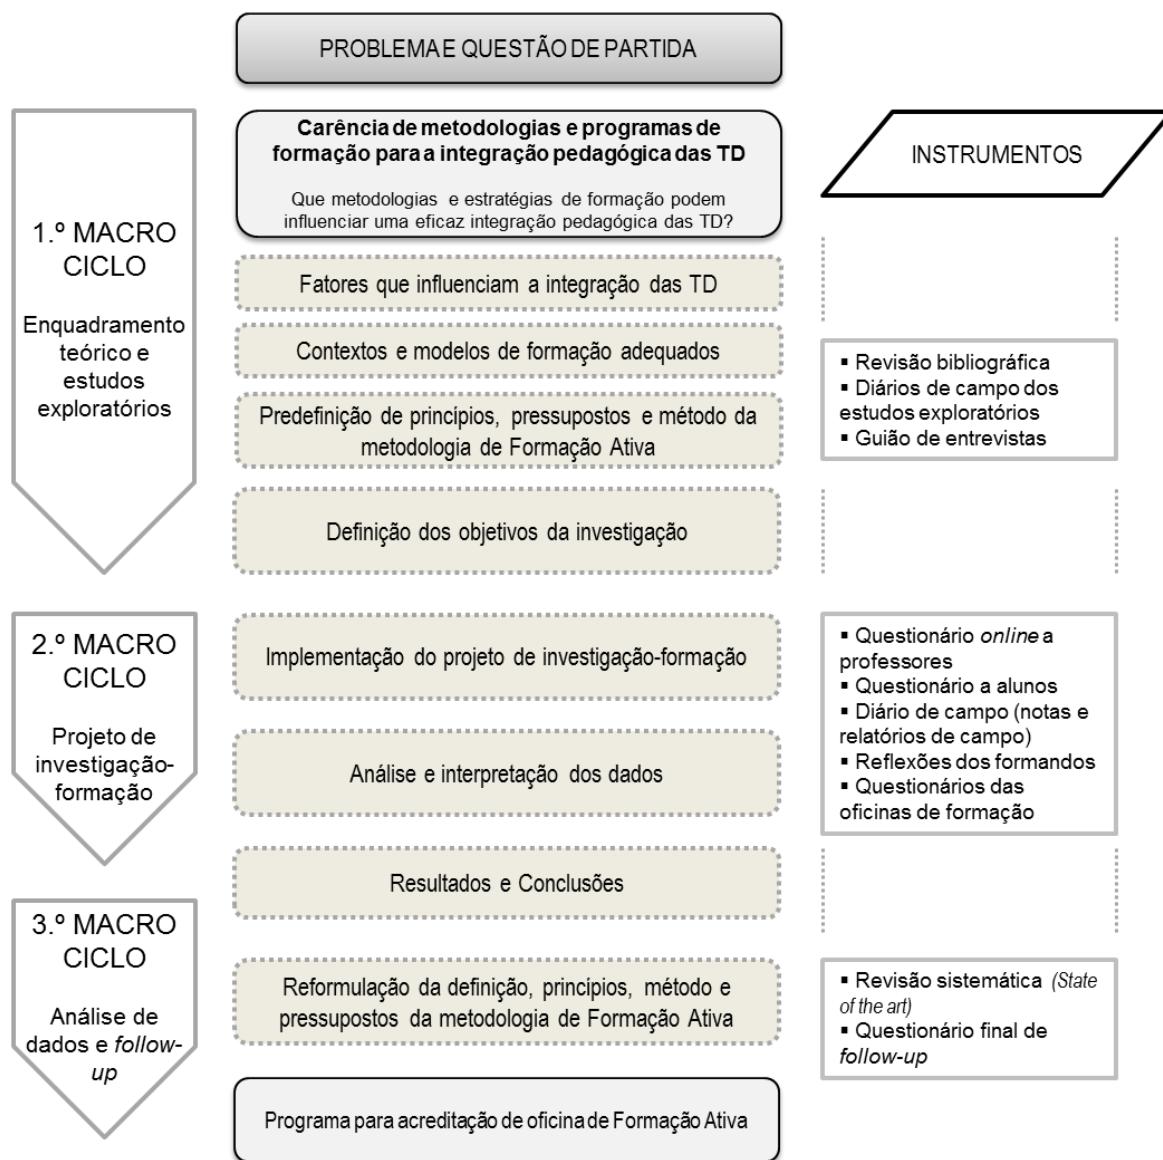 PROBLEMA E QUESTÃO DE PARTIDA
1.º MACRO
CICLO
Enquadramento
teórico e
estudos
exploratórios
Carência de metodologias e programas de
formação para a integração pedagógica das TD
Que metodologias e estratégias de formação podem
influenciar uma eficaz integração pedagógica das TD?
Fatores que influenciam a integração das TD
Contextos e modelos de formação adequados
Predefinição de princípios, pressupostos e método da
metodologia de Formação Ativa
Definição dos objetivos da investigação
INSTRUMENTOS
▪ Revisão bibliográfica
▪ Diários de campo dos
estudos exploratórios
▪ Guião de entrevistas
2.º MACRO
CICLO
Projeto de
investigação-
formação
Implementação do projeto de investigação-formação
Análise e interpretação dos dados
Resultados e Conclusões
▪ Questionário online a
professores
▪ Questionário a alunos
▪ Diário de campo (notas e
relatórios de campo)
▪ Reflexões dos formandos
▪ Questionários das
oficinas de formação
3.º MACRO
CICLO
Análise de
dados e follow-
up
Reformulação da definição, princípios, método e
pressupostos da metodologia de Formação Ativa
Programa para acreditação de oficina de Formação Ativa
▪ Revisão sistemática (State
of the art)
▪ Questionário final de
follow-up